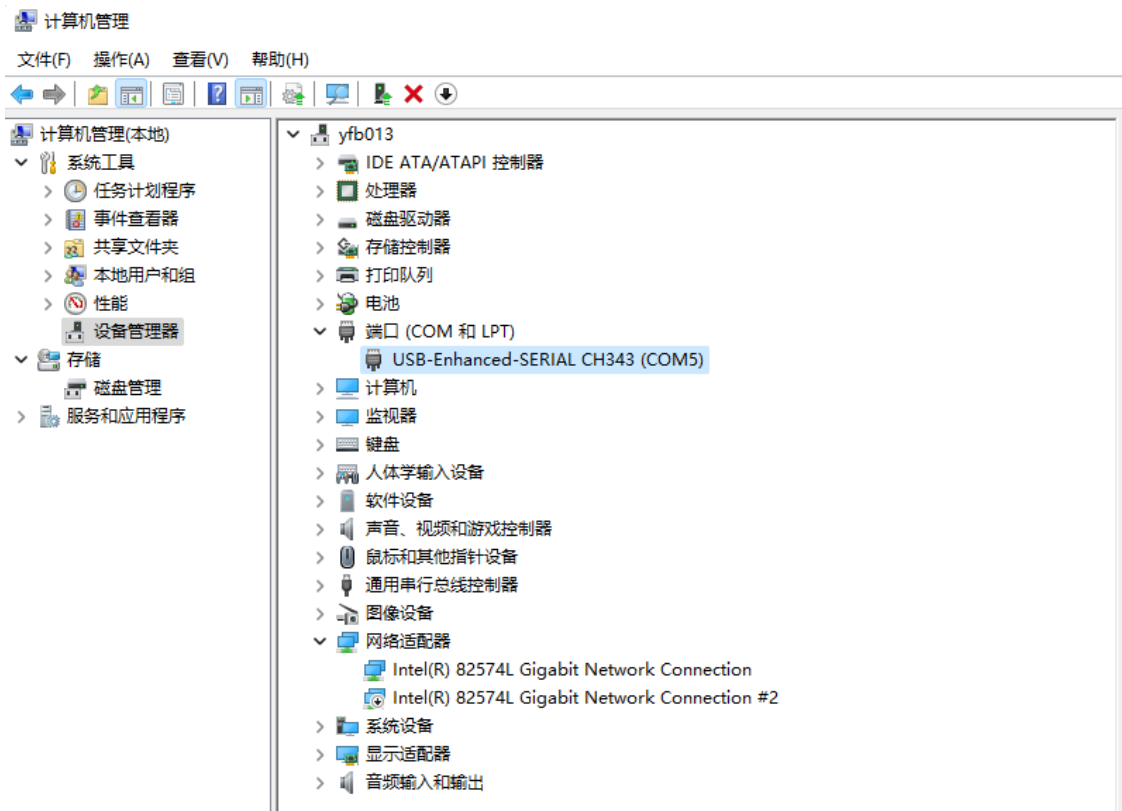 计算机管理
文件(F) 操作(A) 查看(V) 帮助(H)
计算机管理(本地)
系统工具
任务计划程序
事件查看器
共享文件夹
本地用户和组
性能
设备管理器
存储
磁盘管理
服务和应用程序
yfb013
IDE ATA/ATAPI 控制器
处理器
磁盘驱动器
存储控制器
打印队列
电池
端口 (COM 和 LPT)
USB-Enhanced-SERIAL CH343 (COM5)
计算机
监视器
键盘
人体学输入设备
软件设备
声音、视频和游戏控制器
鼠标和其他指针设备
通用串行总线控制器
图像设备
网络适配器
Intel(R) 82574L Gigabit Network Connection
Intel(R) 82574L Gigabit Network Connection #2
系统设备
显示适配器
音频输入和输出